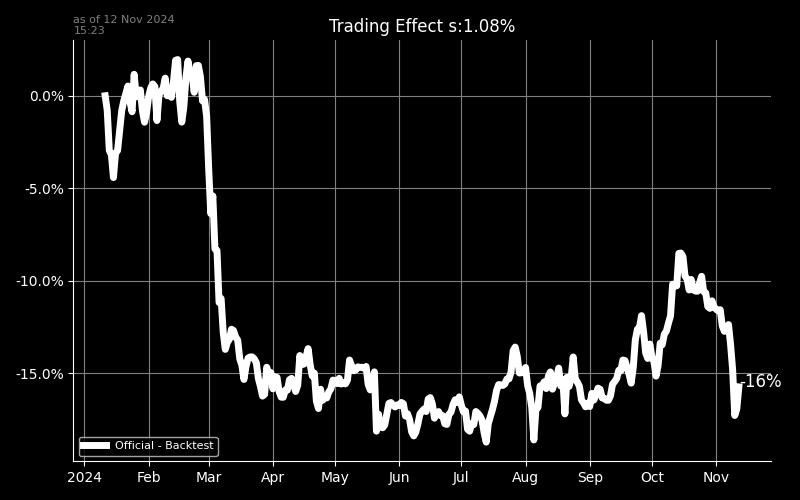 as of 12 Nov 2024
15:23
Trading Effect s:1.08%
0.0%
-5.0%
-10.0%
-15.0%
-16%
Official - Backtest
2024 Feb Mar Apr May Jun Jul Aug Sep Oct Nov